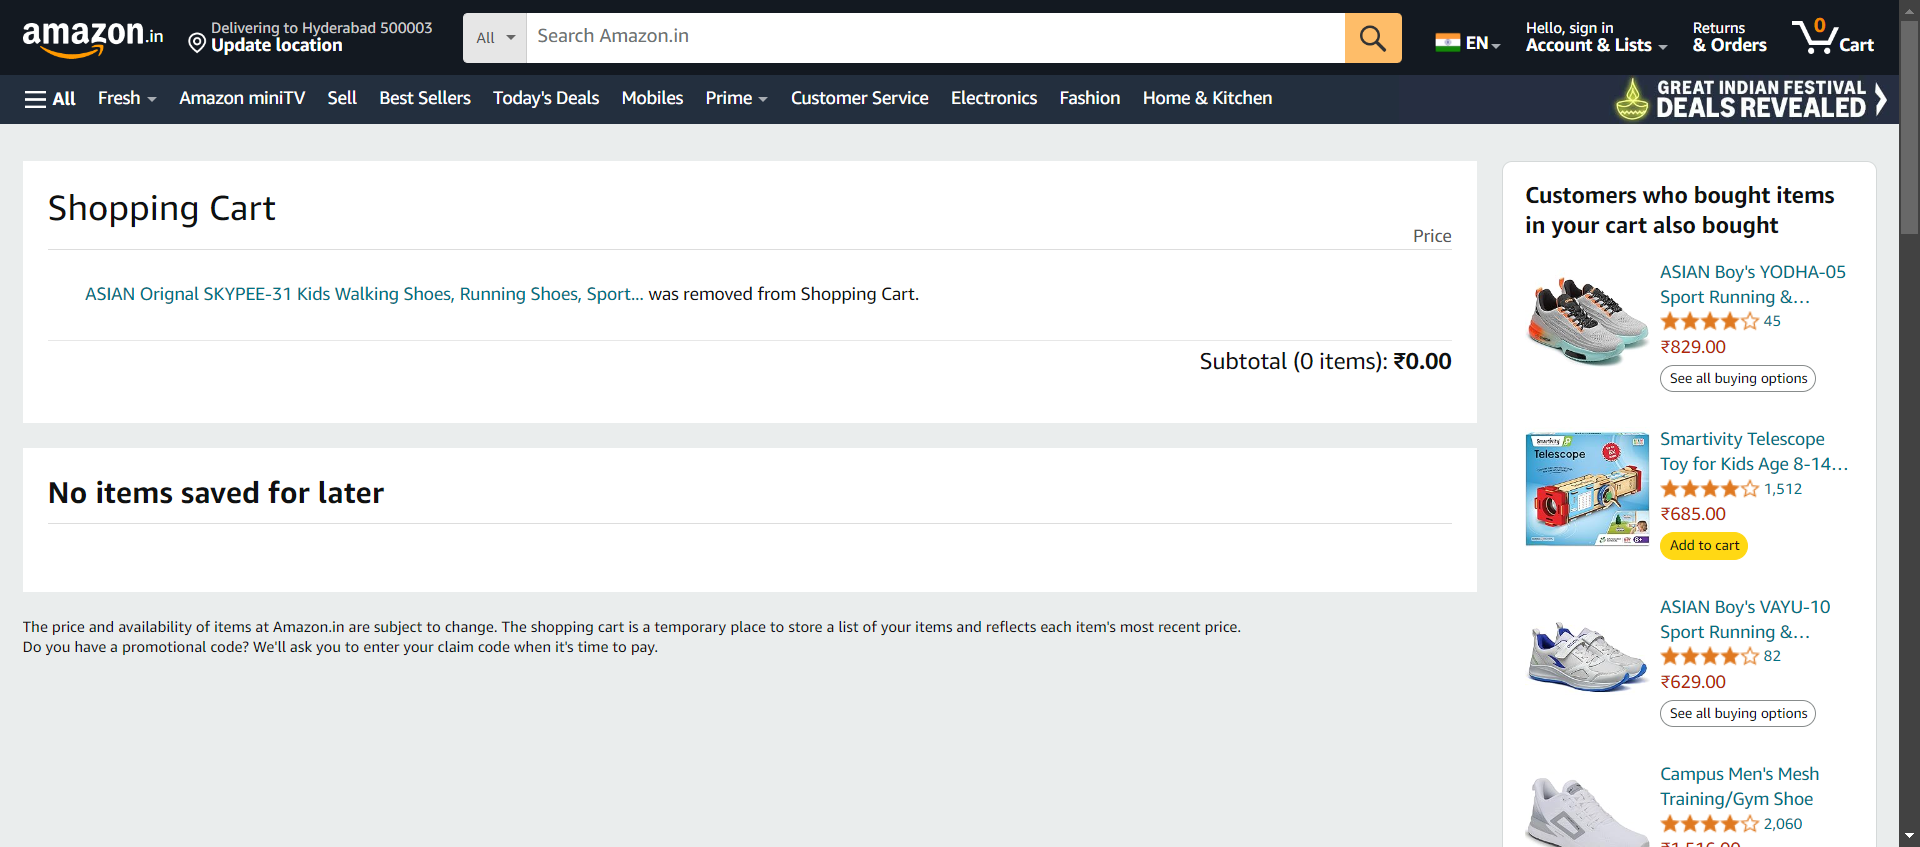 amazon.in
Delivering to Hyderabad 500003
Update location
All
Search Amazon.in
EN
Hello, sign in
Account & Lists
Returns
& Orders
0
Cart
All
Fresh
Amazon miniTV
Sell
Best Sellers
Today's Deals
Mobiles
Prime
Customer Service
Electronics
Fashion
Home & Kitchen
GREAT INDIAN FESTIVAL
DEALS REVEALED
Shopping Cart
Price
ASIAN Orignal SKYPEE-31 Kids Walking Shoes, Running Shoes, Sport... was removed from Shopping Cart.
Subtotal (0 items): ₹0.00
No items saved for later
The price and availability of items at Amazon.in are subject to change. The shopping cart is a temporary place to store a list of your items and reflects each item's most recent price.
Do you have a promotional code? We'll ask you to enter your claim code when it's time to pay.
Customers who bought items
in your cart also bought
ASIAN Boy's YODHA-05
Sport Running &...
45
₹829.00
See all buying options
Smartivity
Telescope
Smartivity Telescope
Toy for Kids Age 8-14...
1,512
₹685.00
Add to cart
ASIAN Boy's VAYU-10
Sport Running &...
82
₹629.00
See all buying options
Campus Men's Mesh
Training/Gym Shoe
2,060